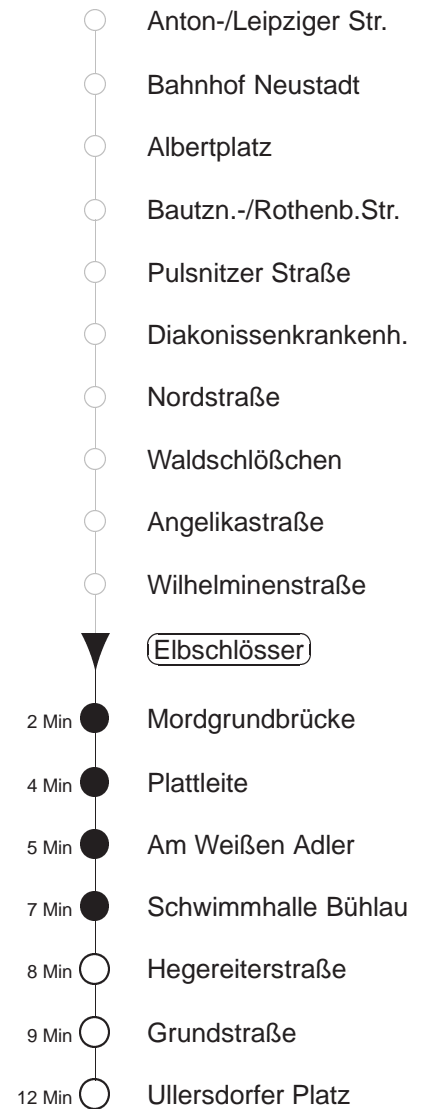 Anton-/Leipziger Str.
Bahnhof Neustadt
Albertplatz
Bautzn.-/Rothenb.Str.
Pulsnitzer Straße
Diakonissenkrankenh.
Nordstraße
Waldschlößchen
Angelikastraße
Wilhelminenstraße
Elbschlösser
2 Min Mordgrundbrücke
4 Min Plattleite
5 Min Am Weißen Adler
7 Min Schwimmhalle Bühlau
8 Min Hegereiterstraße
9 Min Grundstraße
12 Min Ullersdorfer Platz